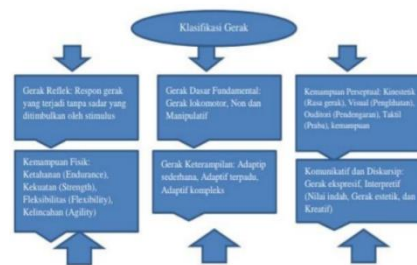 Klasifikasi Gerak
Gerak Reflek: Respon gerak
yang terjadi tanpa sadar yang
ditimbulkan oleh stimulus
Gerak Dasar Fundamental:
Gerak lokomotor, Non dan
Manipulatif
Kemampuan Perseptual: Kinestetik
(Rasa gerak), Visual (Penglihatan),
Auditori (Pendengaran), Taktil
(Peraba), kemampuan
Kemampuan Fisik:
Ketahanan (Endurance),
Kekuatan (Strength),
Fleksibilitas (Flexibility),
Kelincahan (Agility)
Gerak Keterampilan: Adaptip
sederhana, Adaptif terpadu,
Adaptif kompleks
Komunikatif dan Diskursip:
Gerak ekspresif, Interpretif
(Nilai indah, Gerak estetik, dan
Kreatif)